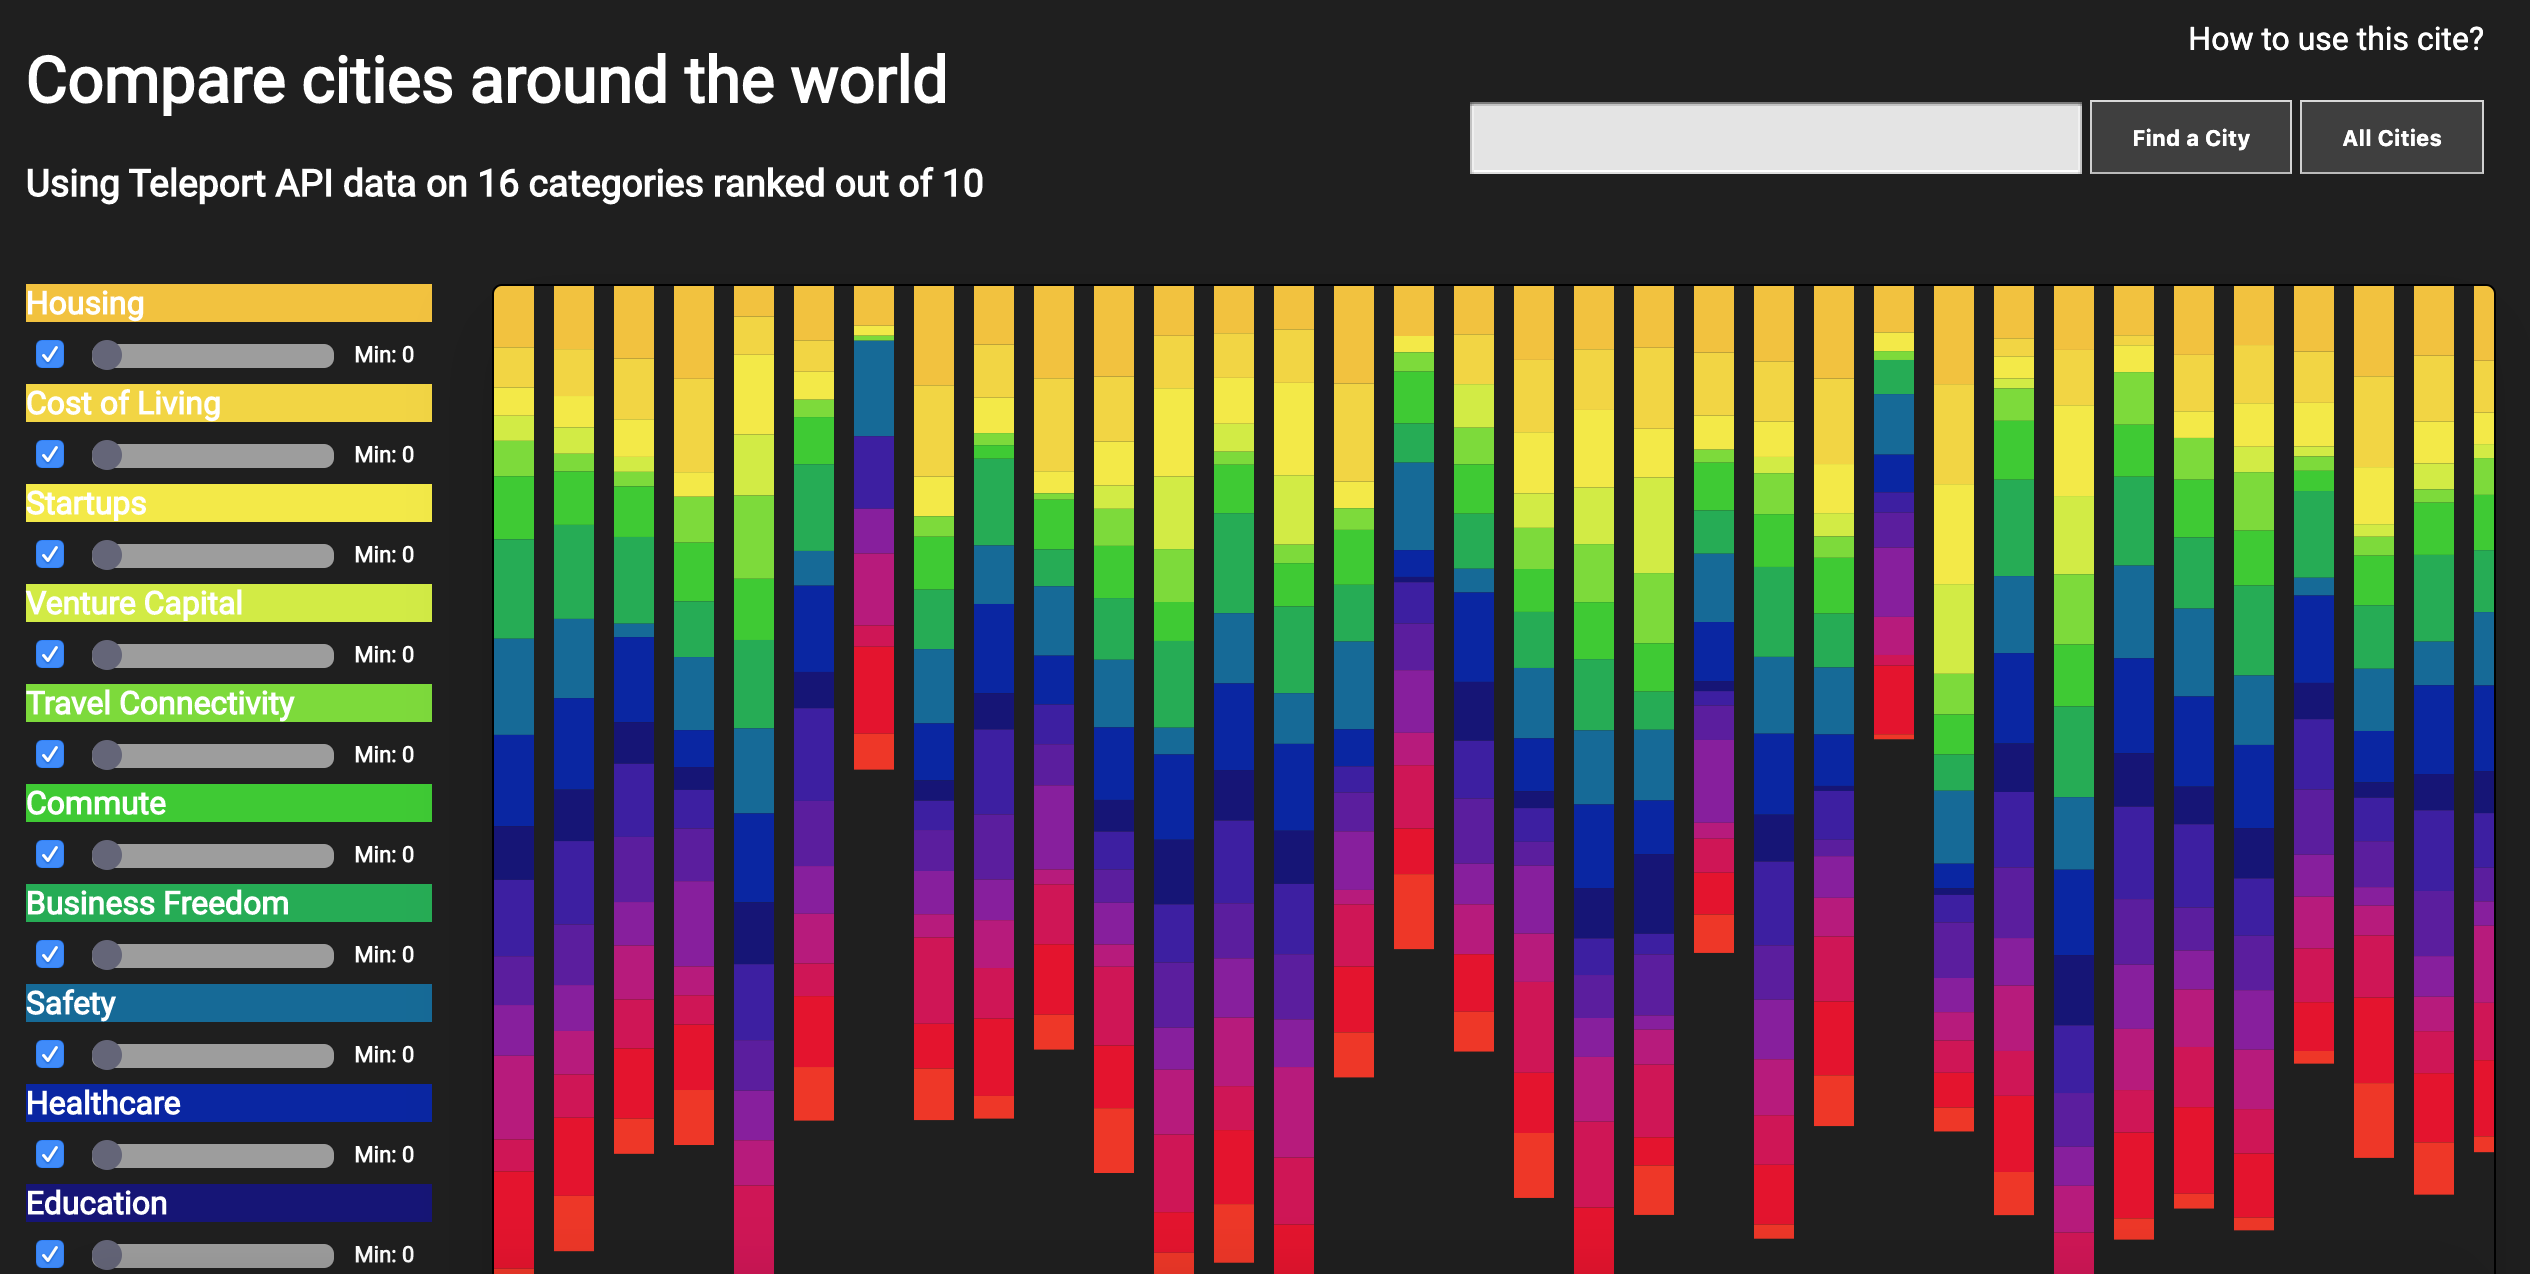 How to use this cite?
Compare cities around the world
Find a City
All Cities
Using Teleport API data on 16 categories ranked out of 10
Housing
Min: 0
Cost of Living
Min: 0
Startups
Min: 0
Venture Capital
Min: 0
Travel Connectivity
Min: 0
Commute
Min: 0
Business Freedom
Min: 0
Safety
Min: 0
Healthcare
Min: 0
Education
Min: 0